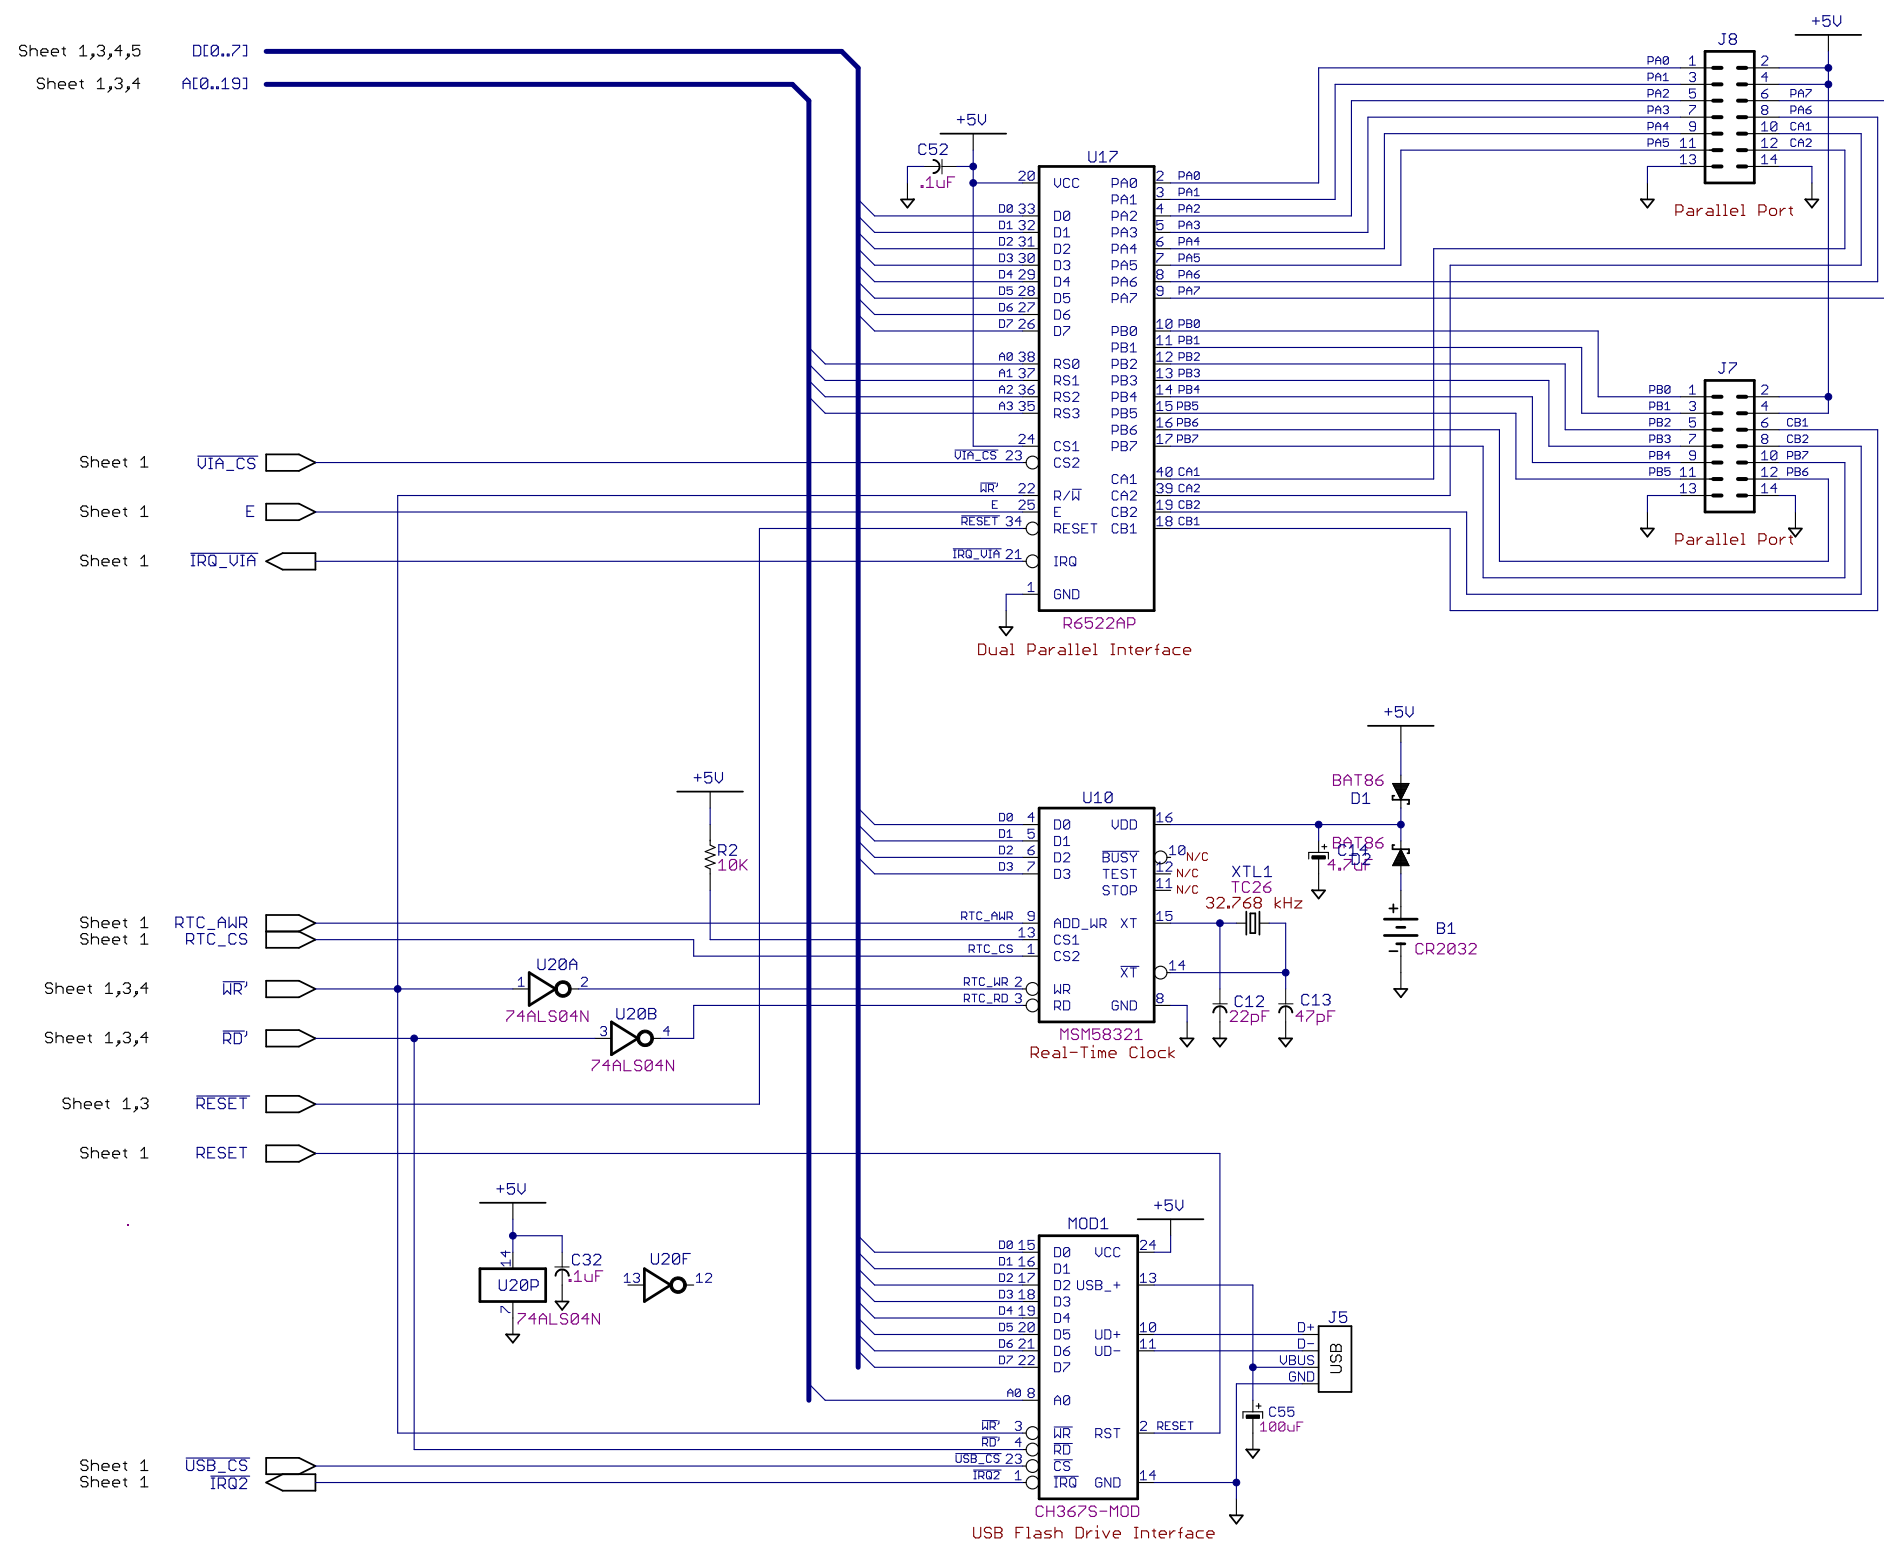 Sheet 1,3,4,5 D[0..7]
Sheet 1,3,4 A[0..19]
+5V
C52
.1uF
U17
20 VCC
D0 33 D0
D1 32 D1
D2 31 D2
D3 30 D3
D4 29 D4
D5 28 D5
D6 27 D6
D7 26 D7
A0 38 RS0
A1 37 RS1
A2 36 RS2
A3 35 RS3
24 CS1
VIA_CS 23 CS2
WR' 22 R/W
E 25 E
RESET 34 RESET
IRQ_VIA 21 IRQ
1 GND
PA0 2 PA0
PA1 3 PA1
PA2 4 PA2
PA3 5 PA3
PA4 6 PA4
PA5 7 PA5
PA6 8 PA6
PA7 9 PA7
PB0 10 PB0
PB1 11 PB1
PB2 12 PB2
PB3 13 PB3
PB4 14 PB4
PB5 15 PB5
PB6 16 PB6
PB7 17 PB7
CA1 40 CA1
CA2 39 CA2
CB2 19 CB2
CB1 18 CB1
R6522AP
Dual Parallel Interface
+5V
J8
PA0 1 2
PA1 3 4
PA2 5 6 PA7
PA3 7 8 PA6
PA4 9 10 CA1
PA5 11 12 CA2
13 14
Parallel Port
J7
PB0 1 2
PB1 3 4
PB2 5 6 CB1
PB3 7 8 CB2
PB4 9 10 PB7
PB5 11 12 PB6
13 14
Parallel Port
Sheet 1 VIA_CS
Sheet 1 E
Sheet 1 IRQ_VIA
+5V
R2
10K
U10
D0 4 D0
D1 5 D1
D2 6 D2
D3 7 D3
RTC_AWR 9 ADD_WR
13 CS1
RTC_CS 1 CS2
RTC_WR 2 WR
RTC_RD 3 RD
VDD 16
BUSY 10 N/C
TEST 12 N/C
STOP 11 N/C
XT 15
XT 14
GND 8
MSM58321
Real-Time Clock
+5V
BAT86
D1
BAT86
D2
C14
4.7uF
XTL1
TC26
32.768 kHz
C12
22pF
C13
47pF
+
B1
CR2032
-
Sheet 1 RTC_AWR
Sheet 1 RTC_CS
Sheet 1,3,4 WR'
1 U20A 2
74ALS04N
Sheet 1,3,4 RD'
3 U20B 4
74ALS04N
Sheet 1,3 RESET
Sheet 1 RESET
+5V
14
U20P
7
74ALS04N
C32
.1uF
U20F
13 12
MOD1
+5V
D0 15 D0
D1 16 D1
D2 17 D2
D3 18 D3
D4 19 D4
D5 20 D5
D6 21 D6
D7 22 D7
A0 8 A0
WR' 3 WR
RD' 4 RD
USB_CS 23 CS
IRQ2 1 IRQ
VCC 24
USB_+ 13
UD+ 10
UD- 11
RST 2 RESET
GND 14
CH367S-MOD
USB Flash Drive Interface
J5
D+
D-
VBUS
GND
USB
+
C55
100uF
Sheet 1 USB_CS
Sheet 1 IRQ2